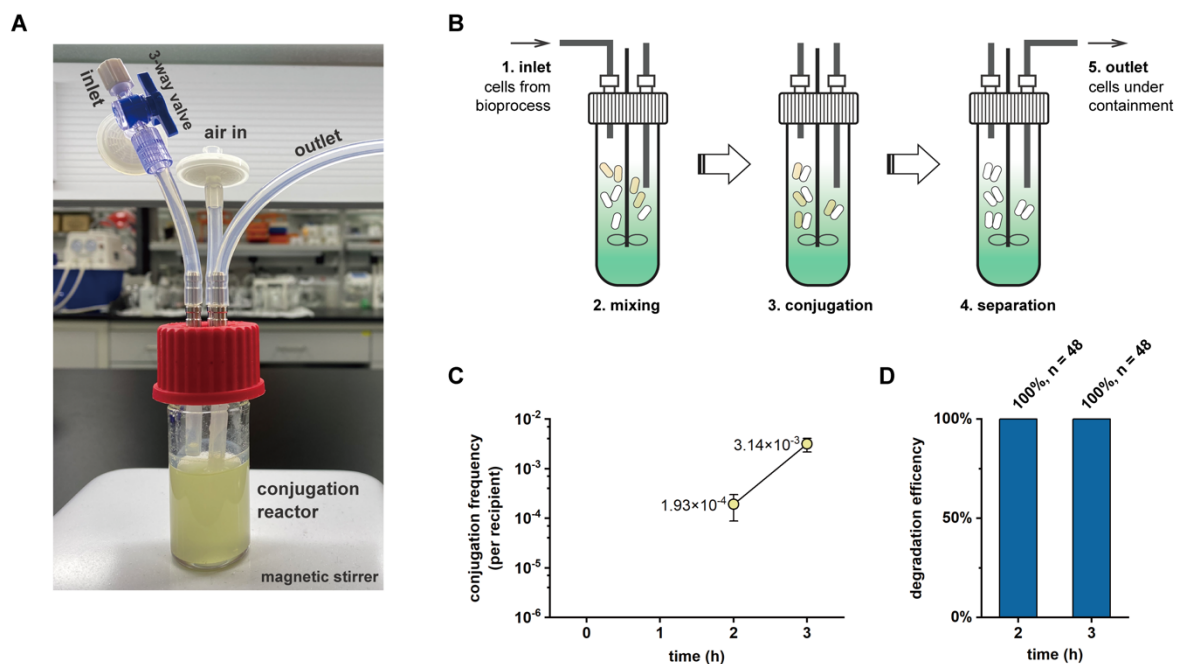 A
inlet
3-way valve
air in
outlet
conjugation
reactor
magnetic stirrer
B
1. inlet
cells from
bioprocess
2. mixing
3. conjugation
4. separation
5. outlet
cells under
containment
C
conjugation frequency
(per recipient)
10⁻²
10⁻³
10⁻⁴
10⁻⁵
10⁻⁶
1.93×10⁻⁴
3.14×10⁻³
0 1 2 3
time (h)
D
degradation efficency
100%
50%
0%
100%, n = 48
100%, n = 48
2 3
time (h)